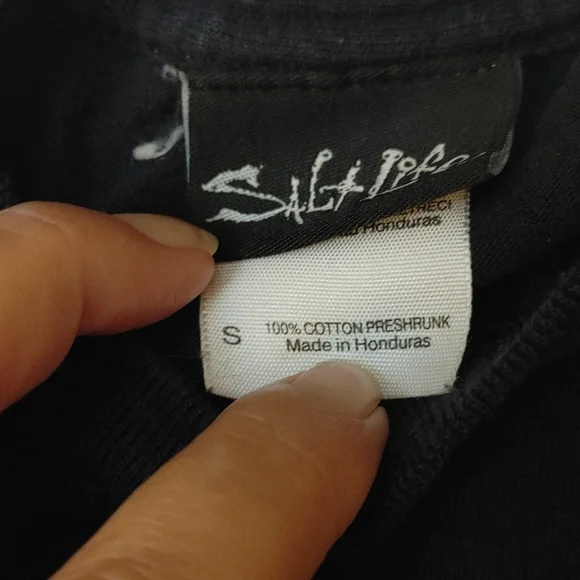 Salt Life
Honduras
S 100% COTTON PRESHRUNK
Made in Honduras